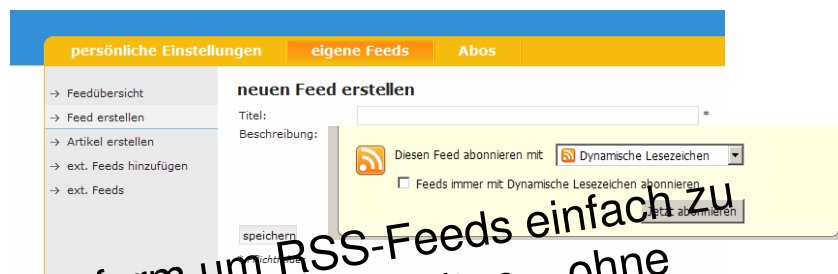 persönliche Einstellungen eigene Feeds Abos
→ Feedübersicht
→ Feed erstellen
→ Artikel erstellen
→ ext. Feeds hinzufügen
→ ext. Feeds
neuen Feed erstellen
Titel: *
Beschreibung:
Diesen Feed abonnieren mit Dynamische Lesezeichen
Feeds immer mit Dynamische Lesezeichen abonnieren
Jetzt abonnieren
speichern
um RSS-Feeds einfach zu
ohne